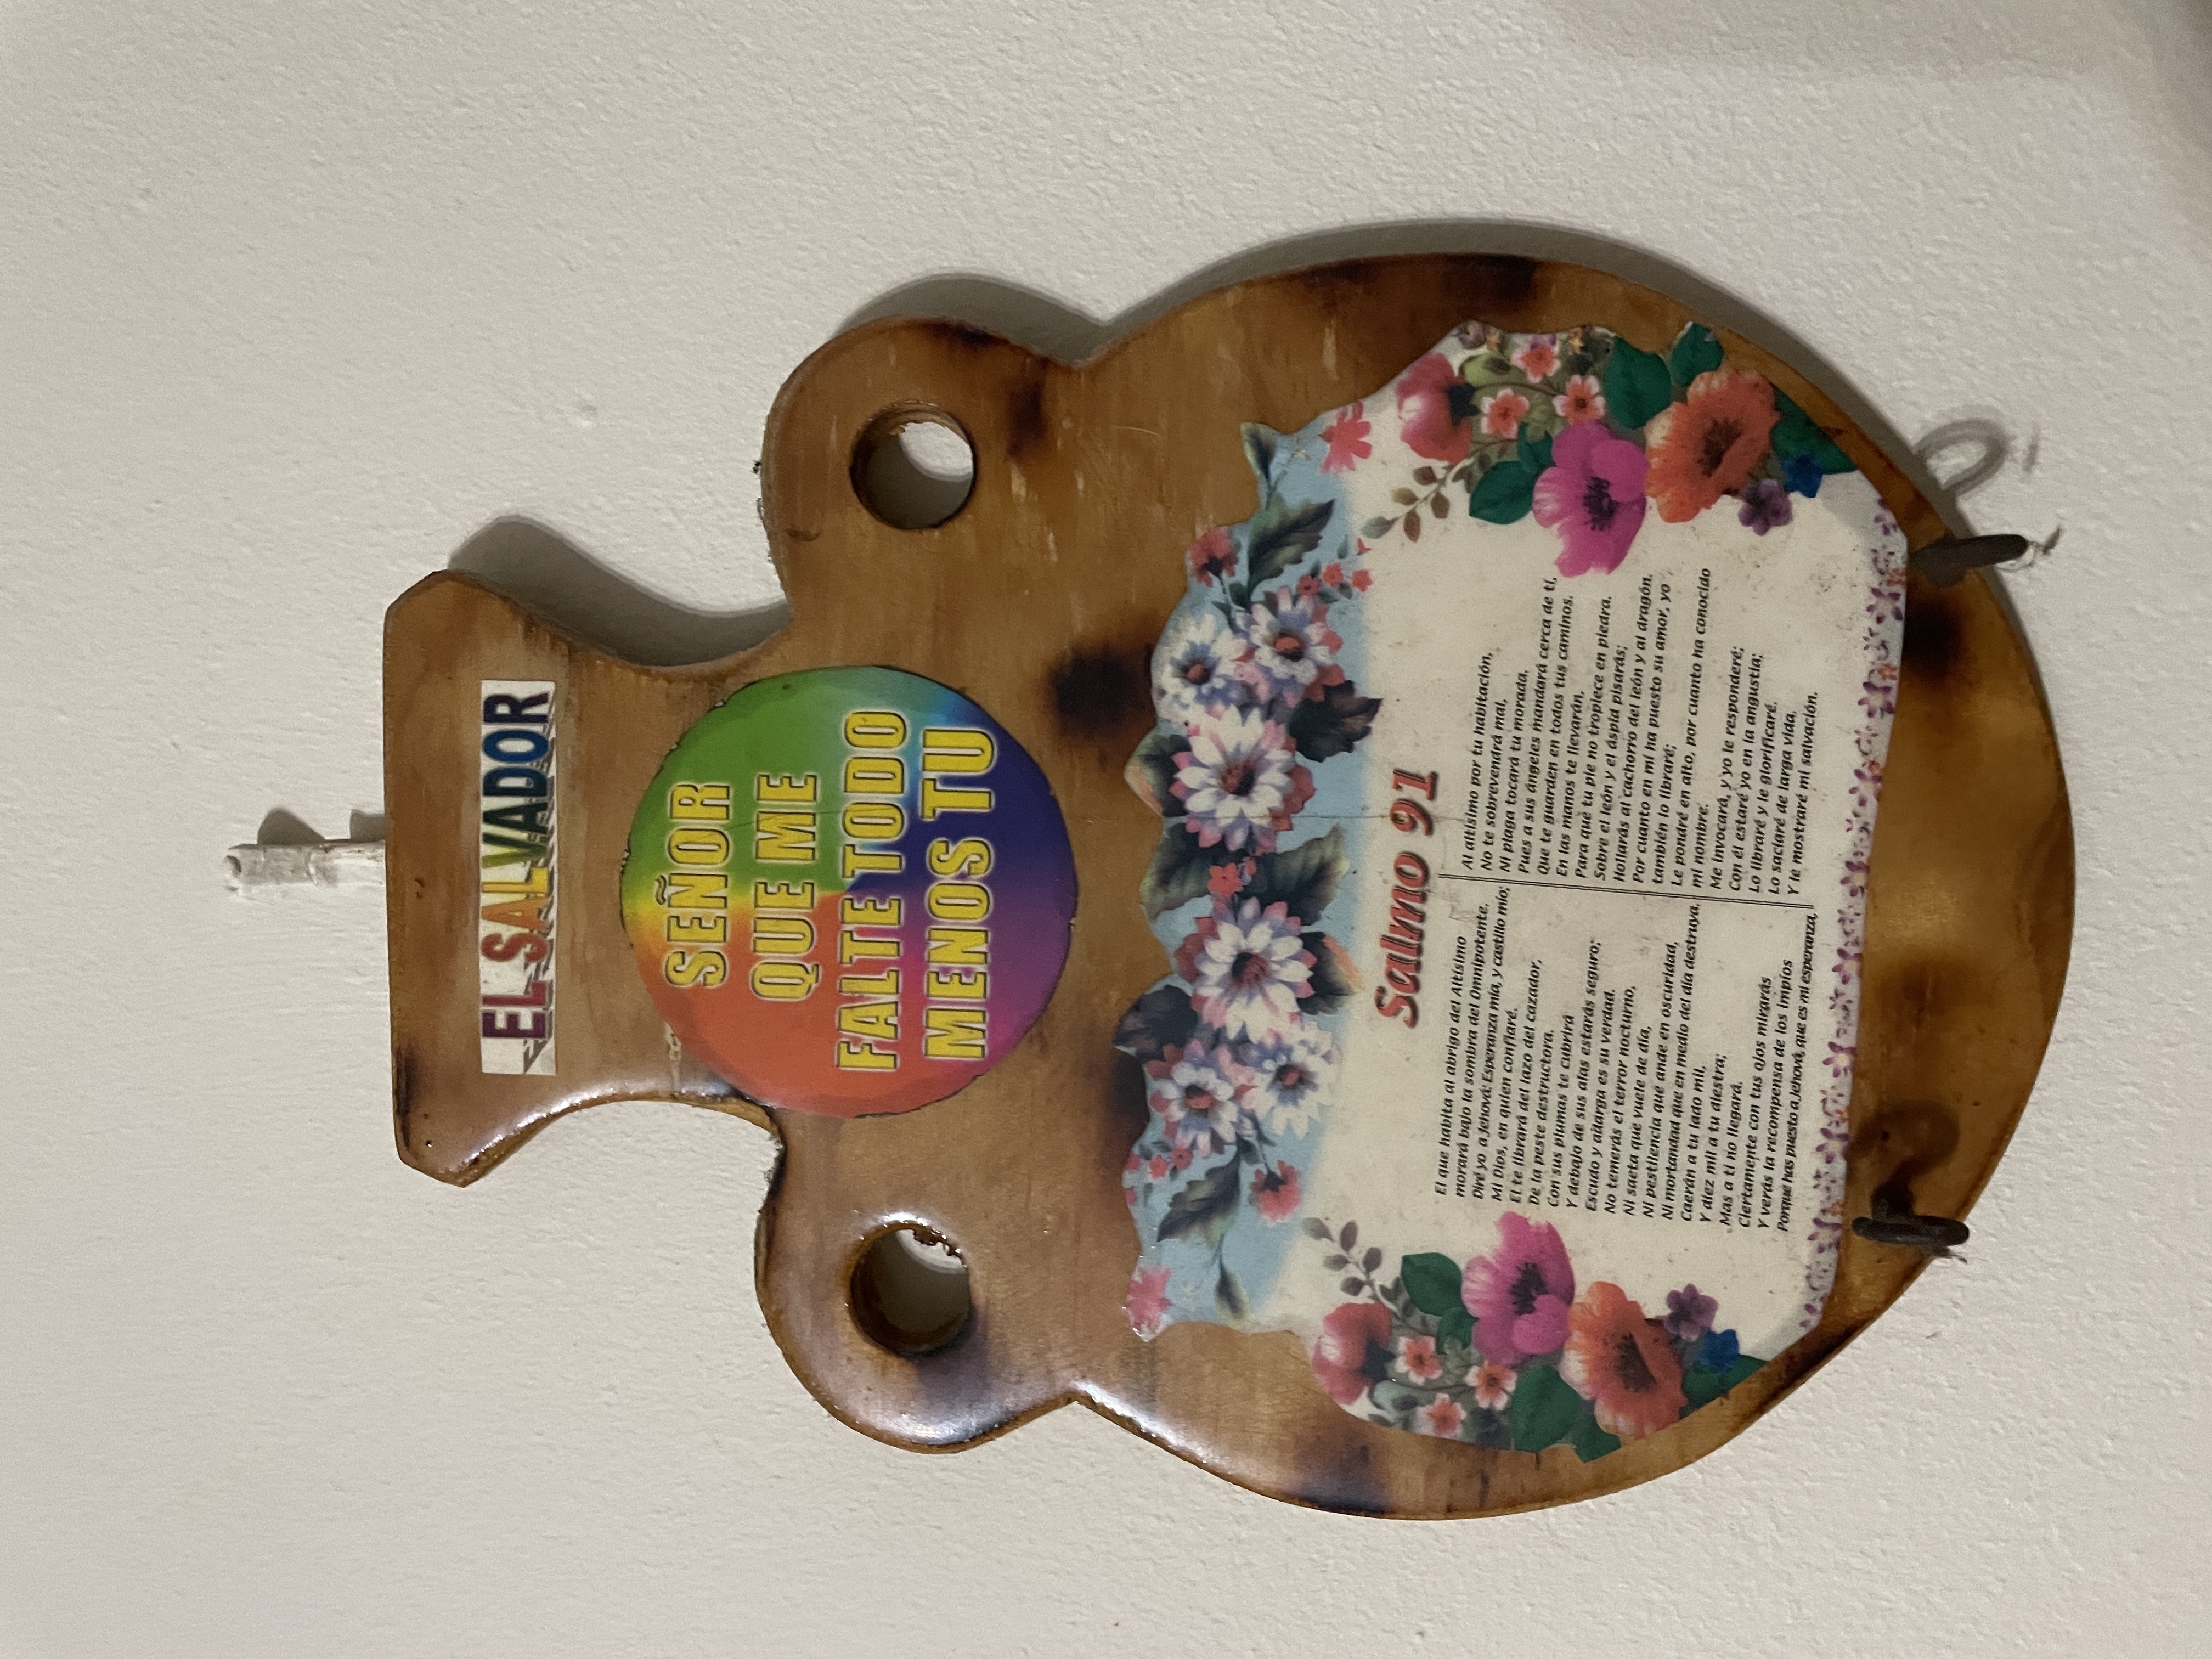 EL SALVADOR
SEÑOR
QUE ME
FALTE TODO
MENOS TU
Salmo 91
El que habita al abrigo del Altísimo
morará bajo la sombra del Omnipotente.
Diré yo a Jehová: Esperanza mía, y castillo mío;
Mi Dios, en quien confiaré.
El te librará del lazo del cazador,
De la peste destructora.
Con sus plumas te cubrirá
Y debajo de sus alas estarás seguro;
Escudo y adarga es su verdad.
No temerás el terror nocturno,
Ni saeta que vuele de día,
Ni pestilencia que ande en oscuridad,
Ni mortandad que en medio del día destruya.
Caerán a tu lado mil,
Y diez mil a tu diestra;
Mas a ti no llegará.
Ciertamente con tus ojos mirarás
Y verás la recompensa de los impíos
Porque has puesto a Jehová, que es mi esperanza,
Al altísimo por tu habitación,
No te sobrevendrá mal,
Ni plaga tocará tu morada.
Pues a sus ángeles mandará cerca de tí,
Que te guarden en todos tus caminos.
En las manos te llevarán,
Para que tu pie no tropiece en piedra.
Sobre el león y el áspid pisarás;
Hollarás al cachorro del león y al dragón.
Por cuanto en mí ha puesto su amor, yo
también lo libraré;
Le pondré en alto, por cuanto ha conocido
mi nombre.
Me invocará, y yo le responderé;
Con él estaré yo en la angustia;
Lo libraré y le glorificaré.
Lo saciaré de larga vida,
Y le mostraré mi salvación.